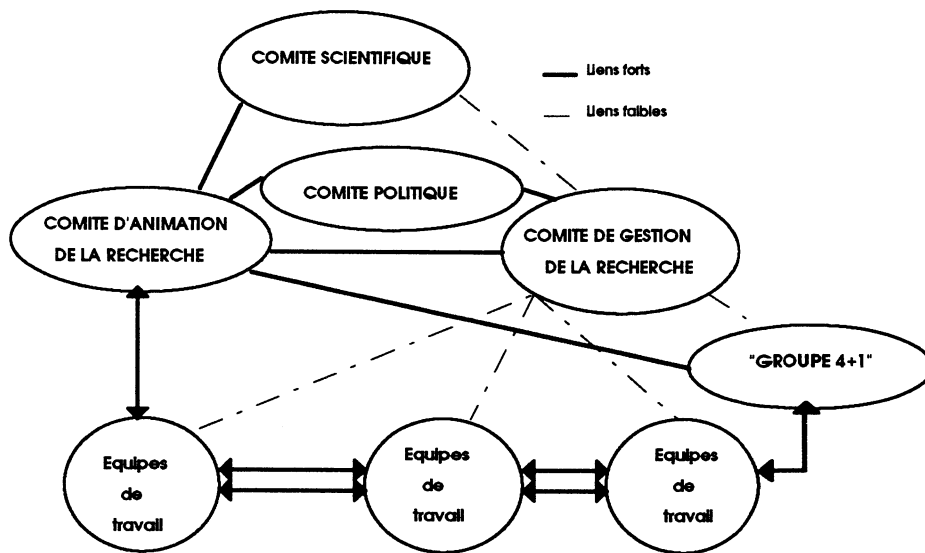 COMITE SCIENTIFIQUE
Liens forts
Liens faibles
COMITE POLITIQUE
COMITE D'ANIMATION
DE LA RECHERCHE
COMITE DE GESTION
DE LA RECHERCHE
"GROUPE 4+1"
Equipes
de
travail
Equipes
de
travail
Equipes
de
travail